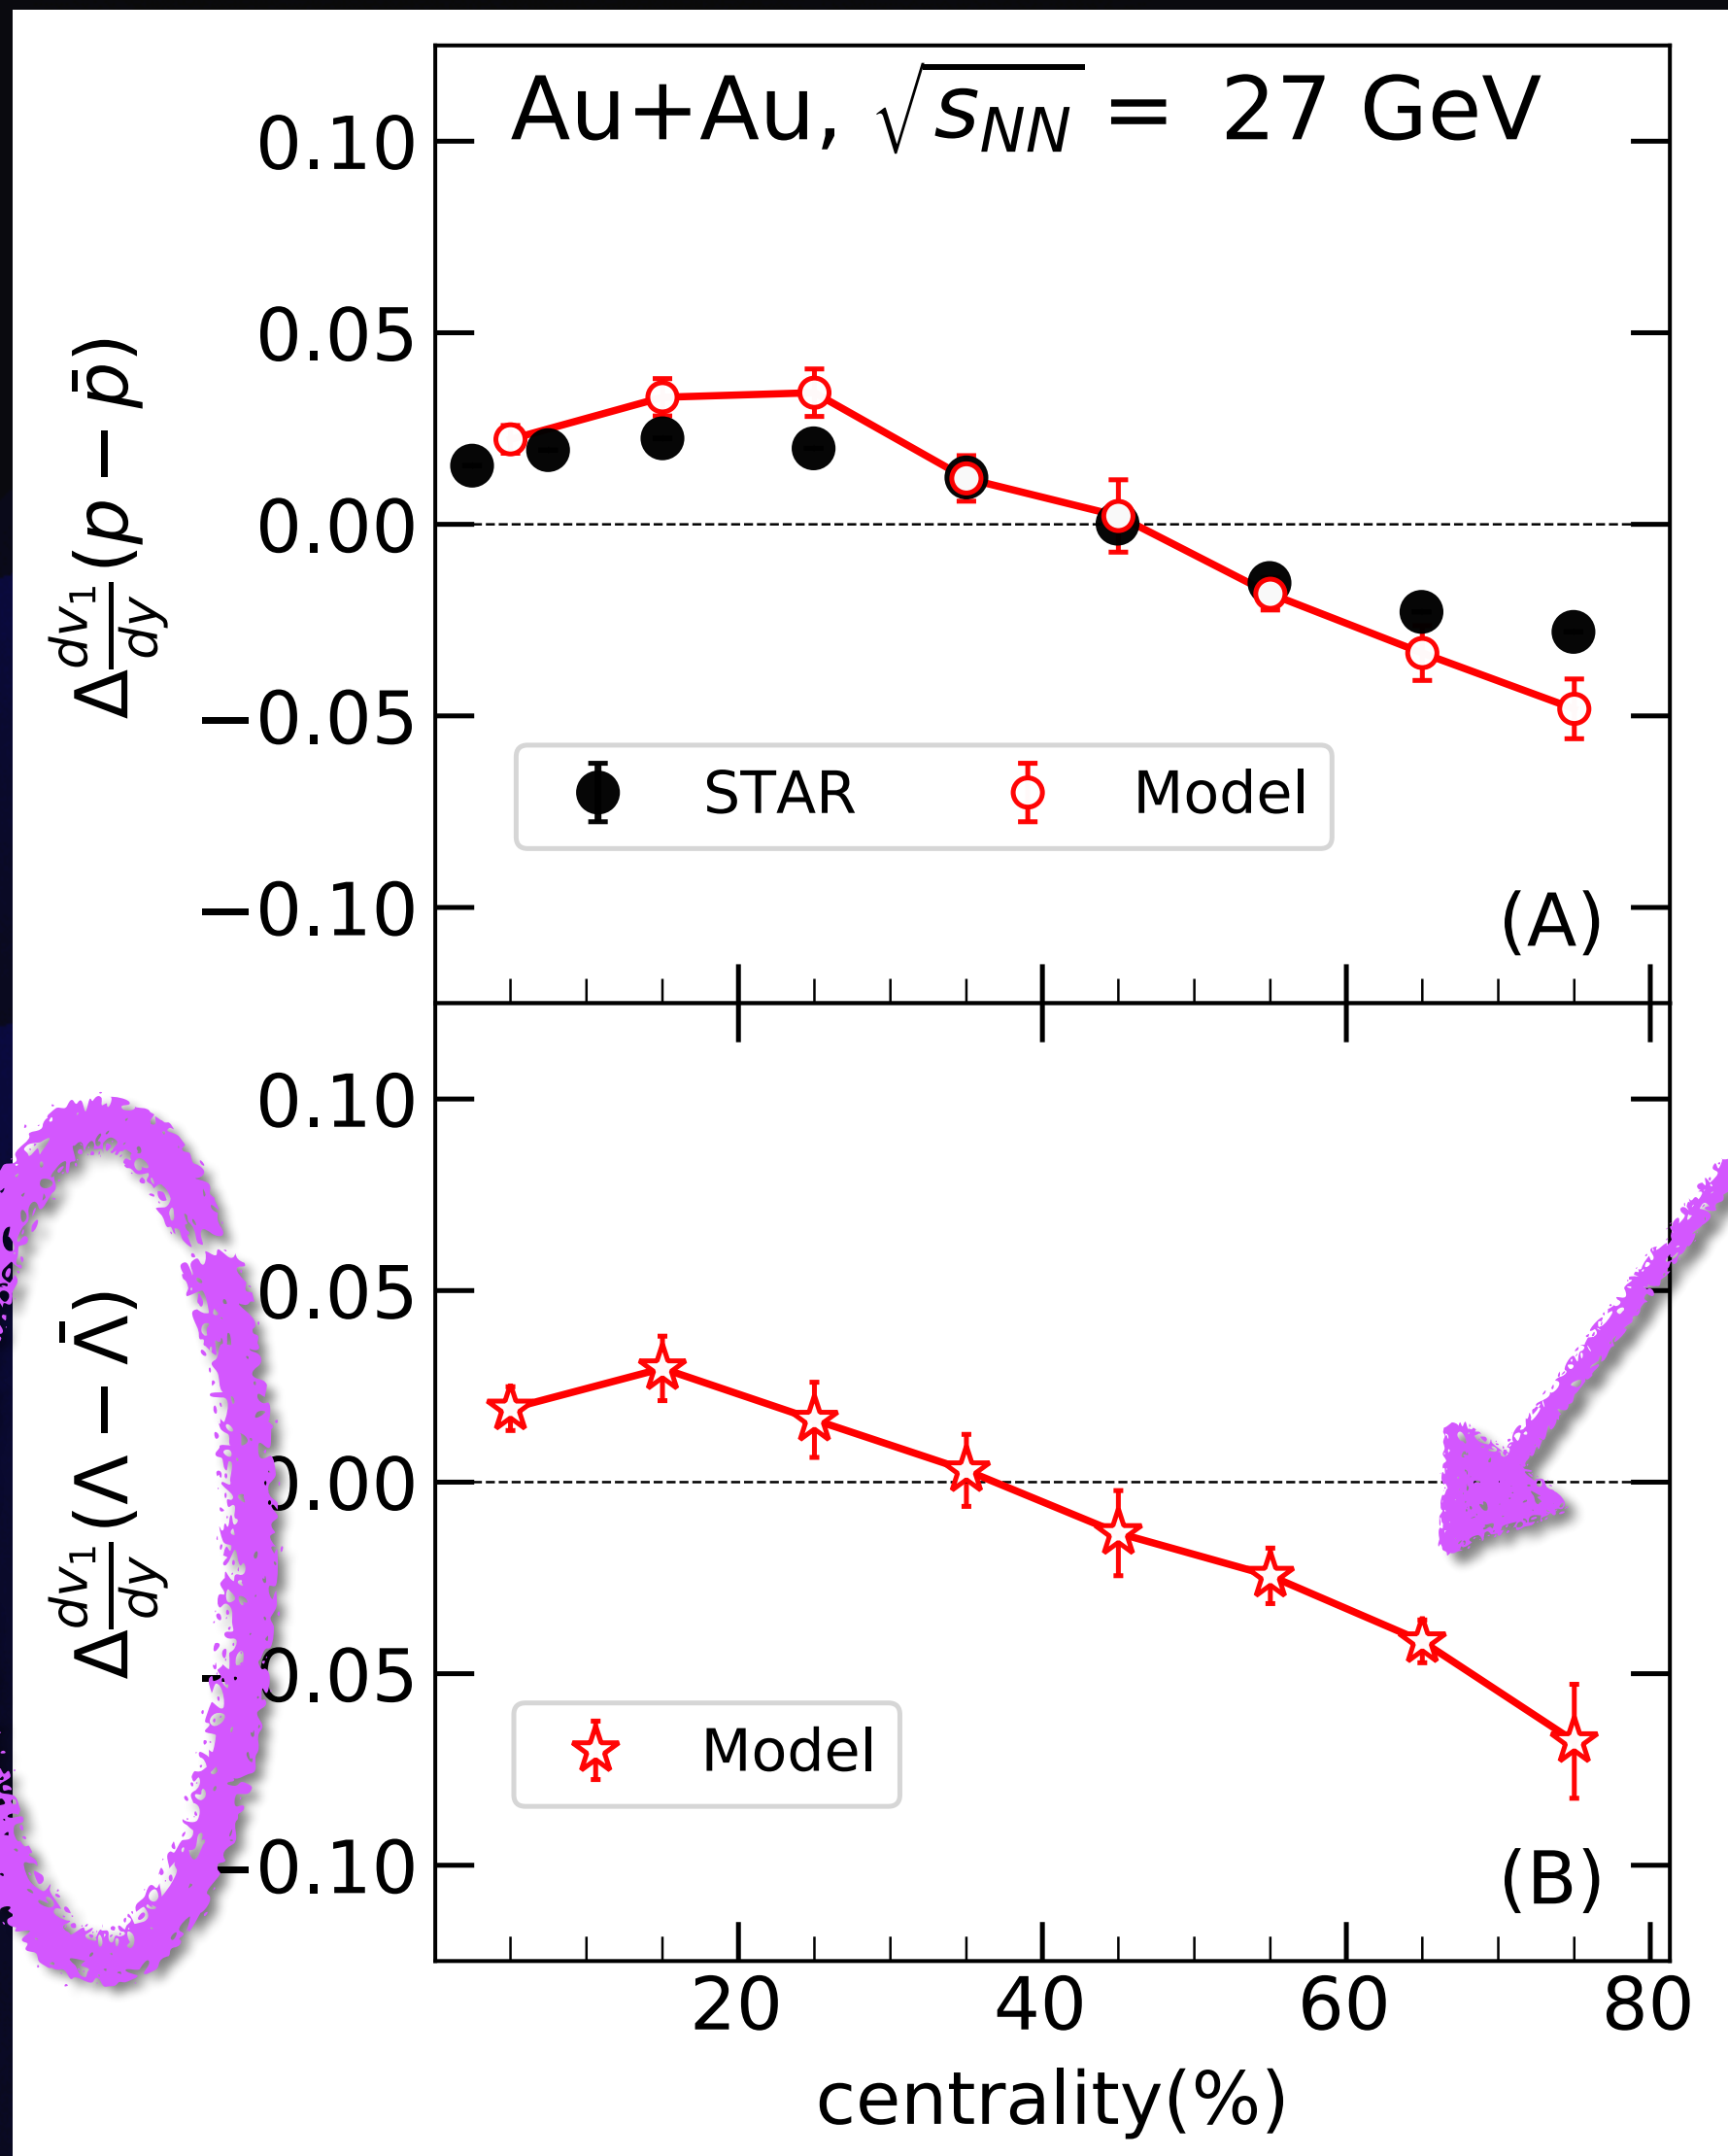 Au+Au, √s_NN = 27 GeV
Δ dv₁/dy (p − p̄)
0.10
0.05
0.00
−0.05
−0.10
STAR
Model
(A)
Δ dv₁/dy (Λ − Λ̄)
0.10
0.05
0.00
−0.05
−0.10
Model
(B)
20 40 60 80
centrality(%)